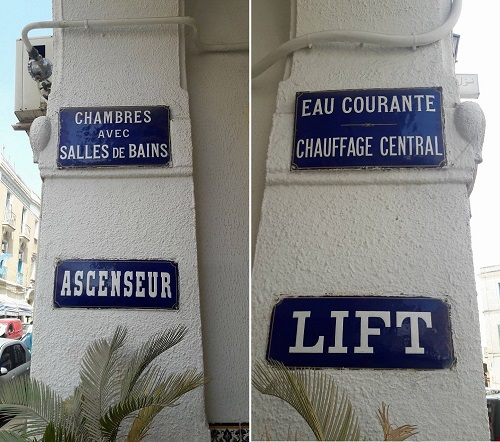 CHAMBRES
AVEC
SALLES DE BAINS
ASCENSEUR
EAU COURANTE
CHAUFFAGE CENTRAL
LIFT